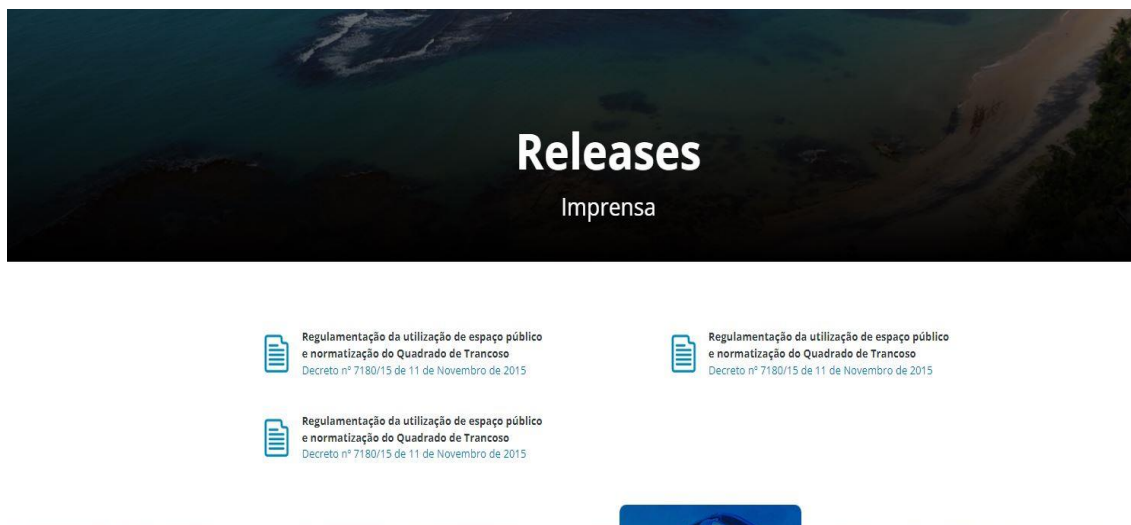 Releases
Imprensa
Regulamentação da utilização de espaço público
e normatização do Quadrado de Trancoso
Decreto nº 7180/15 de 11 de Novembro de 2015
Regulamentação da utilização de espaço público
e normatização do Quadrado de Trancoso
Decreto nº 7180/15 de 11 de Novembro de 2015
Regulamentação da utilização de espaço público
e normatização do Quadrado de Trancoso
Decreto nº 7180/15 de 11 de Novembro de 2015